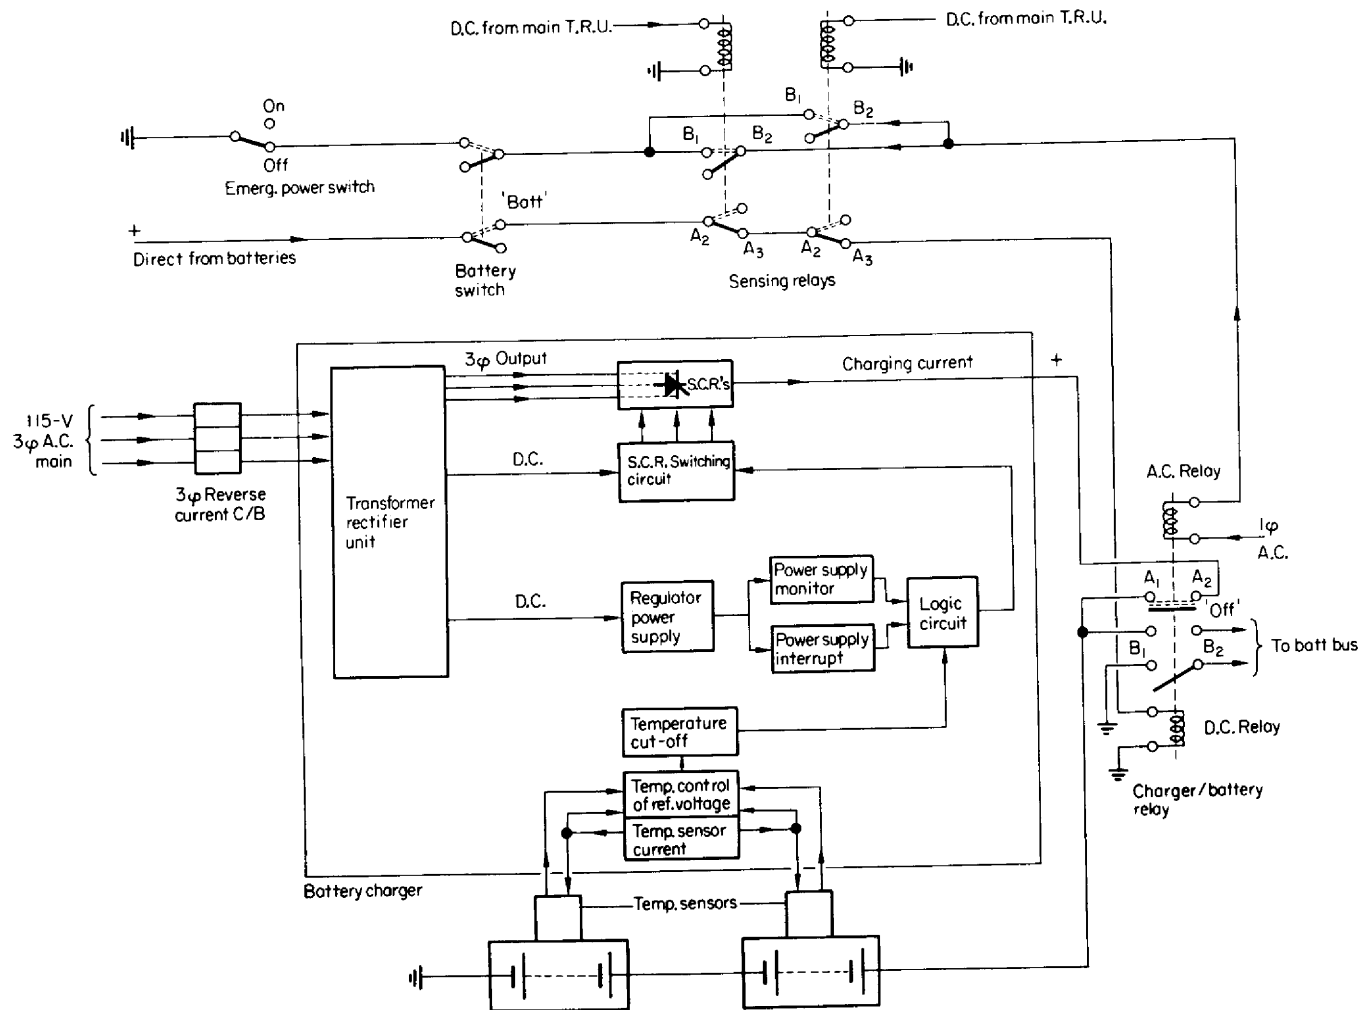 D.C. from main T.R.U.
D.C. from main T.R.U.
On
Off
Emerg. power switch
B₁
B₂
B₁
B₂
'Batt'
+
Direct from batteries
Battery
switch
A₂
A₃
A₂
A₃
Sensing relays
3φ Output
S.C.R.'s
Charging current
+
115-V
3φ A.C.
main
3φ Reverse
current C/B
Transformer
rectifier
unit
D.C.
S.C.R. Switching
circuit
A.C. Relay
1φ
A.C.
D.C.
Regulator
power
supply
Power supply
monitor
Power supply
interrupt
Logic
circuit
A₁
A₂
'Off'
B₁
B₂
To batt bus
D.C. Relay
Charger/battery
relay
Temperature
cut-off
Temp. control
of ref. voltage
Temp. sensor
current
Battery charger
Temp. sensors